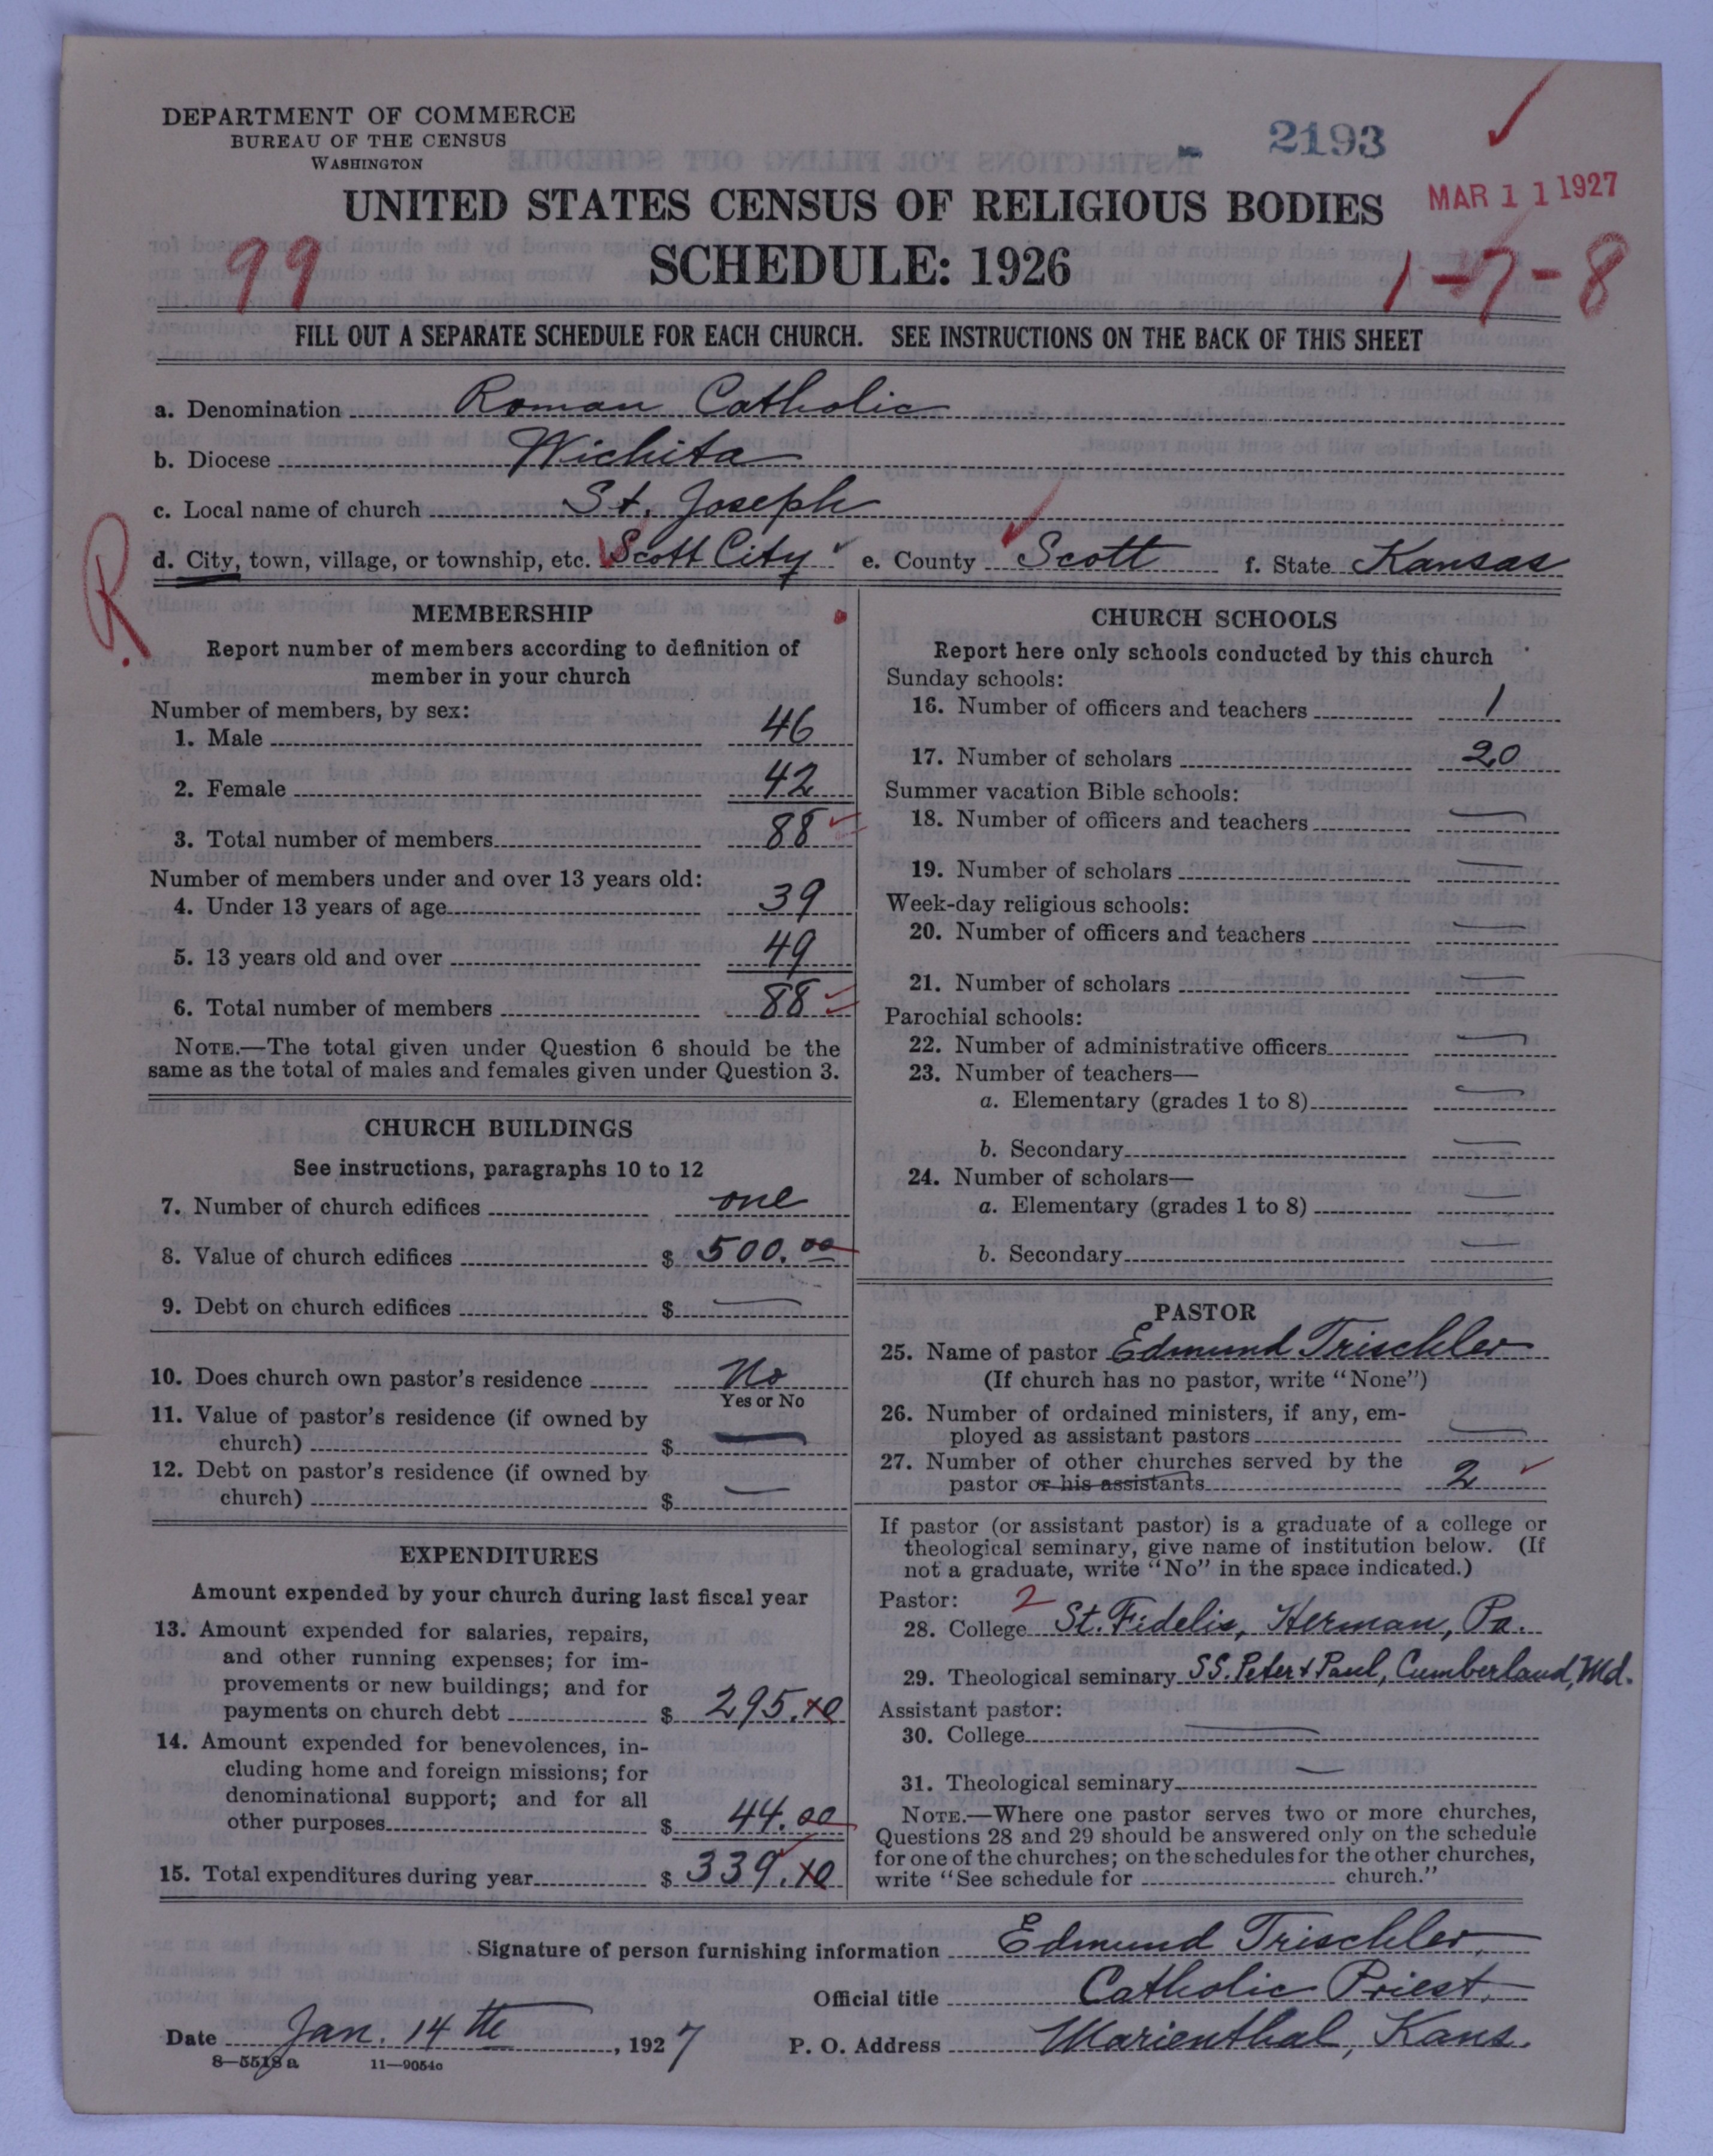 DEPARTMENT OF COMMERCE
BUREAU OF THE CENSUS
WASHINGTON
2193
MAR 11 1927
UNITED STATES CENSUS OF RELIGIOUS BODIES
SCHEDULE: 1926
99
1-7-8
FILL OUT A SEPARATE SCHEDULE FOR EACH CHURCH. SEE INSTRUCTIONS ON THE BACK OF THIS SHEET
a. Denomination Roman Catholic
b. Diocese Wichita
c. Local name of church St. Joseph
R.
d. City, town, village, or township, etc. Scott City e. County Scott f. State Kansas
MEMBERSHIP
Report number of members according to definition of
member in your church
Number of members, by sex:
1. Male 46
2. Female 42
3. Total number of members 88
Number of members under and over 13 years old:
4. Under 13 years of age 39
5. 13 years old and over 49
6. Total number of members 88
NOTE.—The total given under Question 6 should be the
same as the total of males and females given under Question 3.
CHURCH BUILDINGS
See instructions, paragraphs 10 to 12
7. Number of church edifices one
8. Value of church edifices $ 500.00
9. Debt on church edifices $ —
10. Does church own pastor's residence No
Yes or No
11. Value of pastor's residence (if owned by
church) $ —
12. Debt on pastor's residence (if owned by
church) $ —
EXPENDITURES
Amount expended by your church during last fiscal year
13. Amount expended for salaries, repairs,
and other running expenses; for im-
provements or new buildings; and for
payments on church debt $ 295.10
14. Amount expended for benevolences, in-
cluding home and foreign missions; for
denominational support; and for all
other purposes $ 44.00
15. Total expenditures during year $ 339.10
CHURCH SCHOOLS
Report here only schools conducted by this church
Sunday schools:
16. Number of officers and teachers 1
17. Number of scholars 20
Summer vacation Bible schools:
18. Number of officers and teachers —
19. Number of scholars —
Week-day religious schools:
20. Number of officers and teachers —
21. Number of scholars —
Parochial schools:
22. Number of administrative officers —
23. Number of teachers—
a. Elementary (grades 1 to 8) —
b. Secondary —
24. Number of scholars—
a. Elementary (grades 1 to 8) —
b. Secondary —
PASTOR
25. Name of pastor Edmund Trischler
(If church has no pastor, write "None")
26. Number of ordained ministers, if any, em-
ployed as assistant pastors —
27. Number of other churches served by the
pastor or his assistants 2
If pastor (or assistant pastor) is a graduate of a college or
theological seminary, give name of institution below. (If
not a graduate, write "No" in the space indicated.)
Pastor: 2
28. College St. Fidelis, Herman, Pa.
29. Theological seminary SS. Peter & Paul, Cumberland, Md.
Assistant pastor:
30. College —
31. Theological seminary —
NOTE.—Where one pastor serves two or more churches,
Questions 28 and 29 should be answered only on the schedule
for one of the churches; on the schedules for the other churches,
write "See schedule for church."
Signature of person furnishing information Edmund Trischler,
Official title Catholic Priest,
Date Jan. 14th, 1927 P. O. Address Marienthal, Kans.
8—5518a 11—9054a